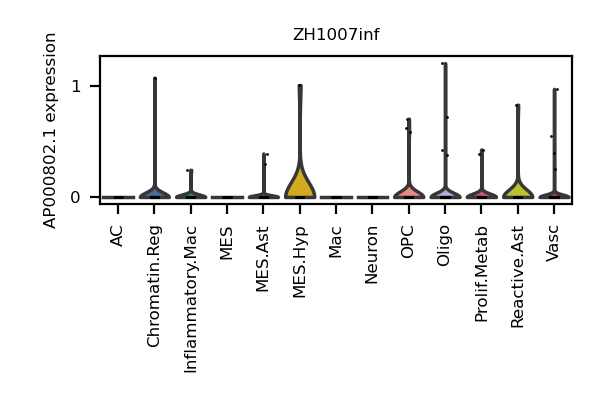 ZH1007inf
AP000802.1 expression
1
0
AC
Chromatin.Reg
Inflammatory.Mac
MES
MES.Ast
MES.Hyp
Mac
Neuron
OPC
Oligo
Prolif.Metab
Reactive.Ast
Vasc